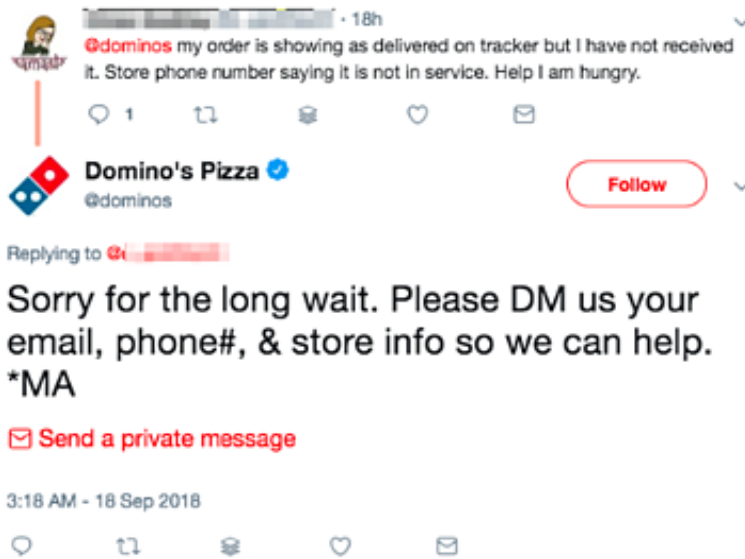 · 18h
@dominos my order is showing as delivered on tracker but I have not received
it. Store phone number saying it is not in service. Help I am hungry.
1
Domino's Pizza
@dominos
Follow
Replying to
Sorry for the long wait. Please DM us your
email, phone#, & store info so we can help.
*MA
Send a private message
3:18 AM - 18 Sep 2018